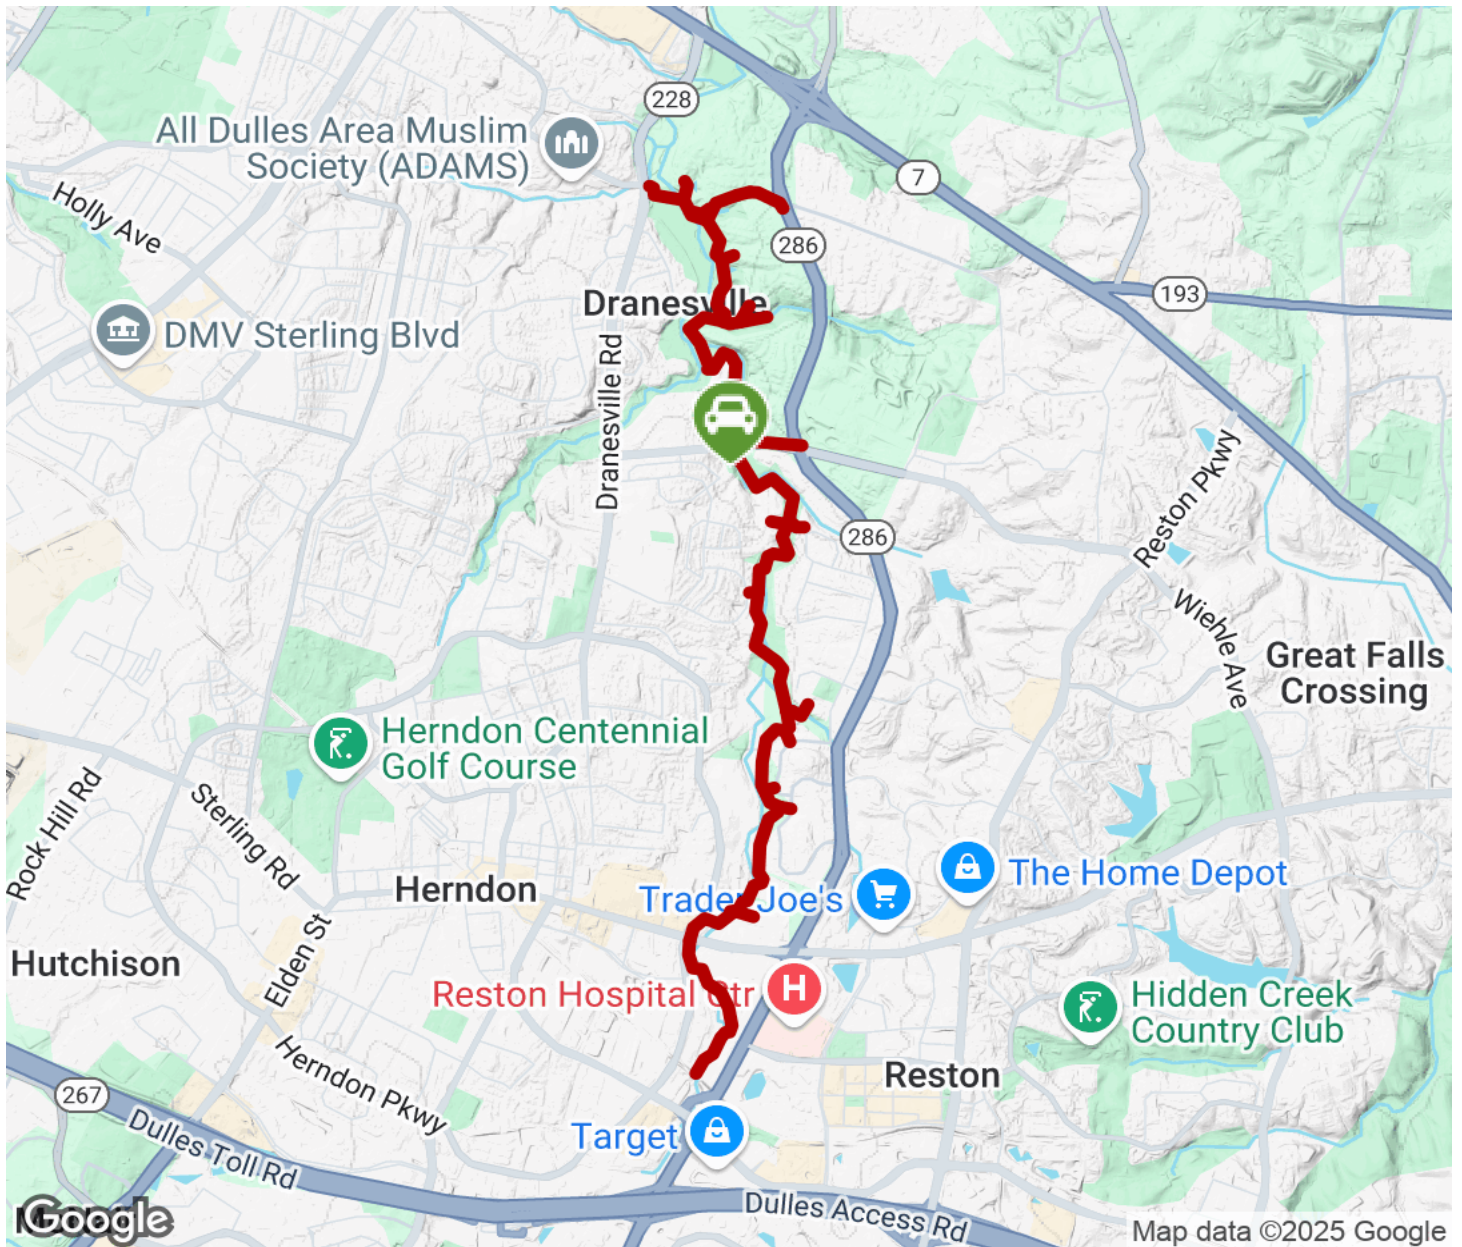 228
All Dulles Area Muslim
Society (ADAMS)
7
Holly Ave
286
193
Dranesville
DMV Sterling Blvd
Dranesville Rd
Reston Pkwy
286
Wiehle Ave
Great Falls
Crossing
Herndon Centennial
Golf Course
Rock Hill Rd
Sterling Rd
The Home Depot
Herndon
Trader Joe's
Elden St
Hutchison
Reston Hospital Ctr
H
Hidden Creek
Country Club
Herndon Pkwy
Reston
267
Dulles Toll Rd
Target
Dulles Access Rd
Google
Map data ©2025 Google